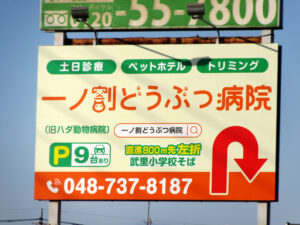 20-55-800
土日診療 ペットホテル トリミング
一ノ割どうぶつ病院
(旧ハダ動物病院) 一ノ割どうぶつ病院
P9台あり 直進800m先左折
武里小学校そば
048-737-8187